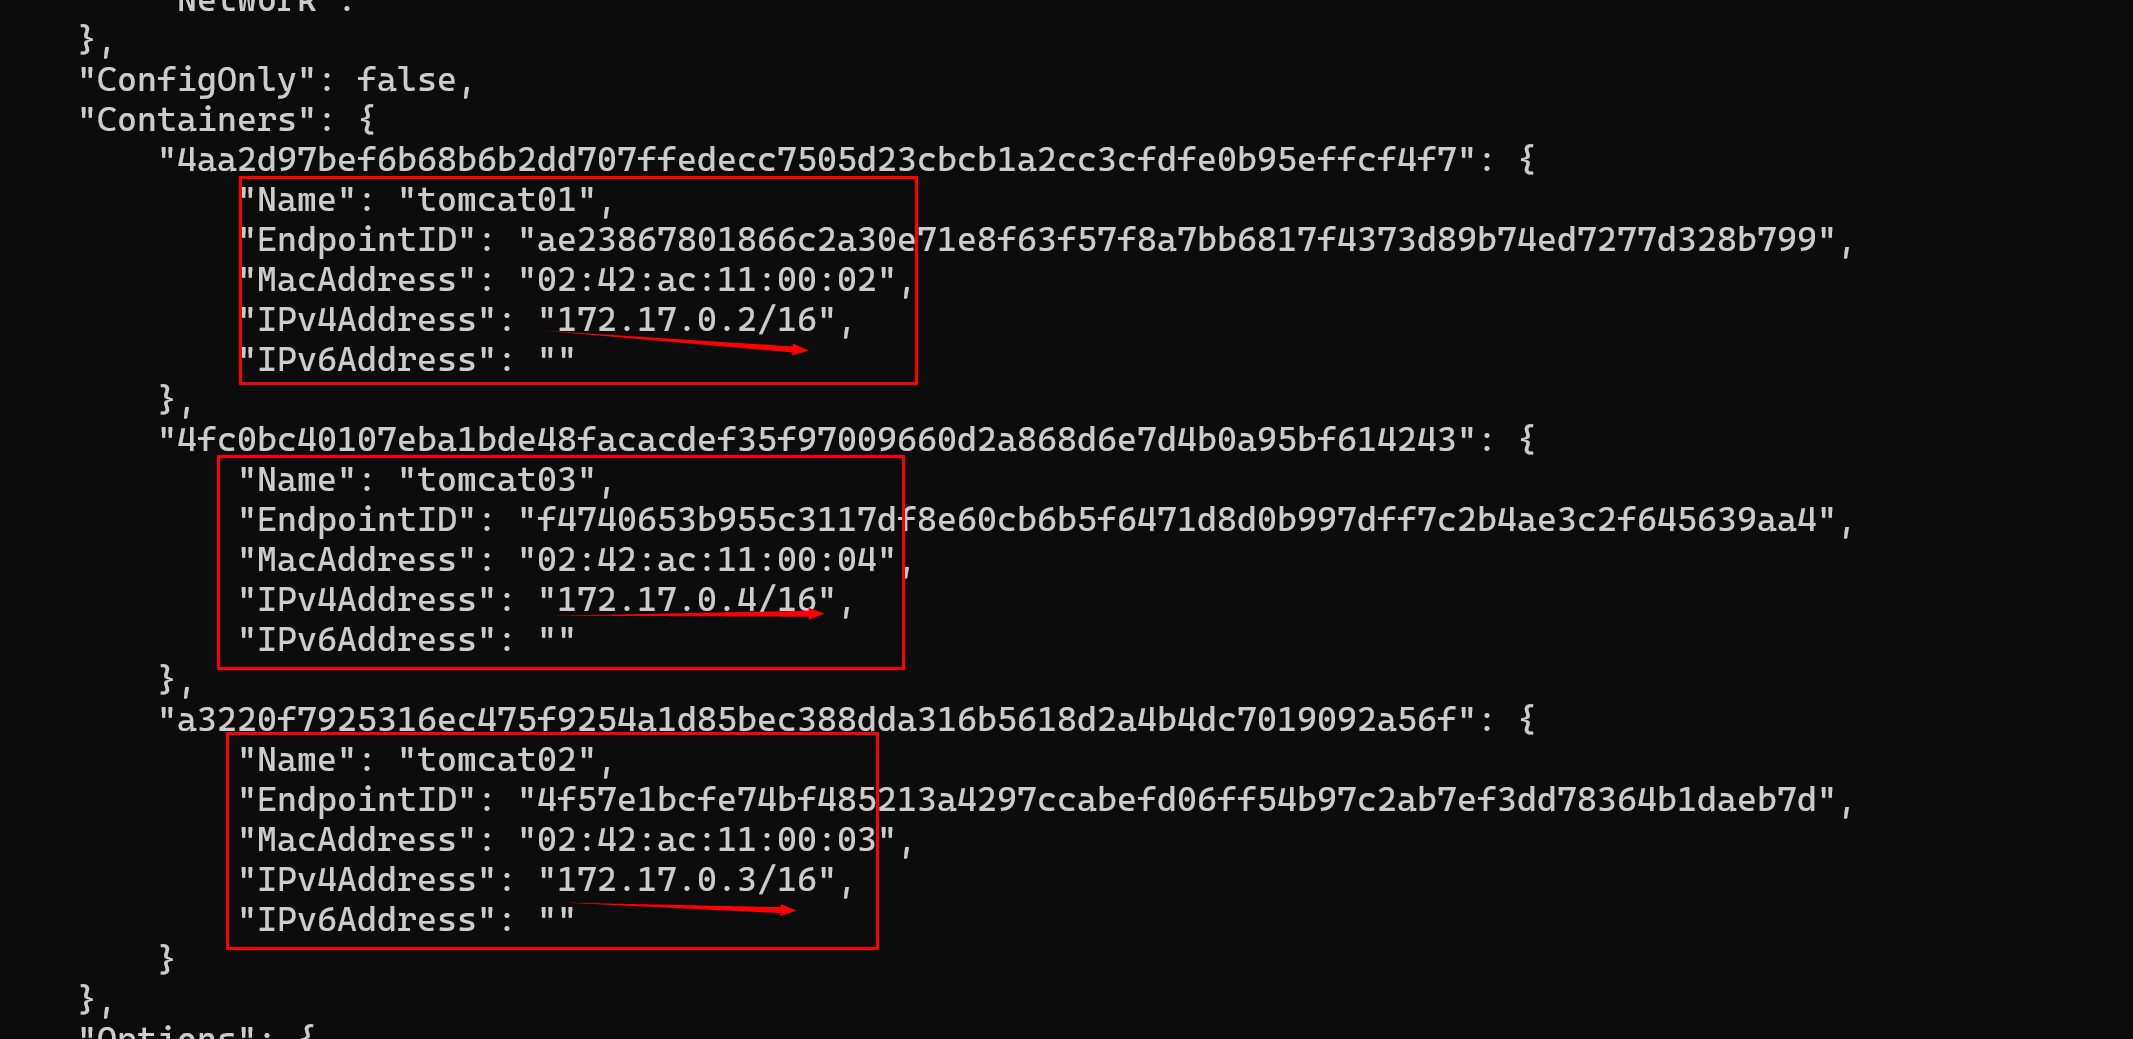 "Network":
},
"ConfigOnly": false,
"Containers": {
"4aa2d97bef6b68b6b2dd707ffedecc7505d23cbcb1a2cc3cfdfe0b95effcf4f7": {
"Name": "tomcat01",
"EndpointID": "ae23867801866c2a30e71e8f63f57f8a7bb6817f4373d89b74ed7277d328b799",
"MacAddress": "02:42:ac:11:00:02",
"IPv4Address": "172.17.0.2/16",
"IPv6Address": ""
},
"4fc0bc40107eba1bde48facacdef35f97009660d2a868d6e7d4b0a95bf614243": {
"Name": "tomcat03",
"EndpointID": "f4740653b955c3117df8e60cb6b5f6471d8d0b997dff7c2b4ae3c2f645639aa4",
"MacAddress": "02:42:ac:11:00:04",
"IPv4Address": "172.17.0.4/16",
"IPv6Address": ""
},
"a3220f7925316ec475f9254a1d85bec388dda316b5618d2a4b4dc7019092a56f": {
"Name": "tomcat02",
"EndpointID": "4f57e1bcfe74bf485213a4297ccabefd06ff54b97c2ab7ef3dd78364b1daeb7d",
"MacAddress": "02:42:ac:11:00:03",
"IPv4Address": "172.17.0.3/16",
"IPv6Address": ""
}
},
"Options": {